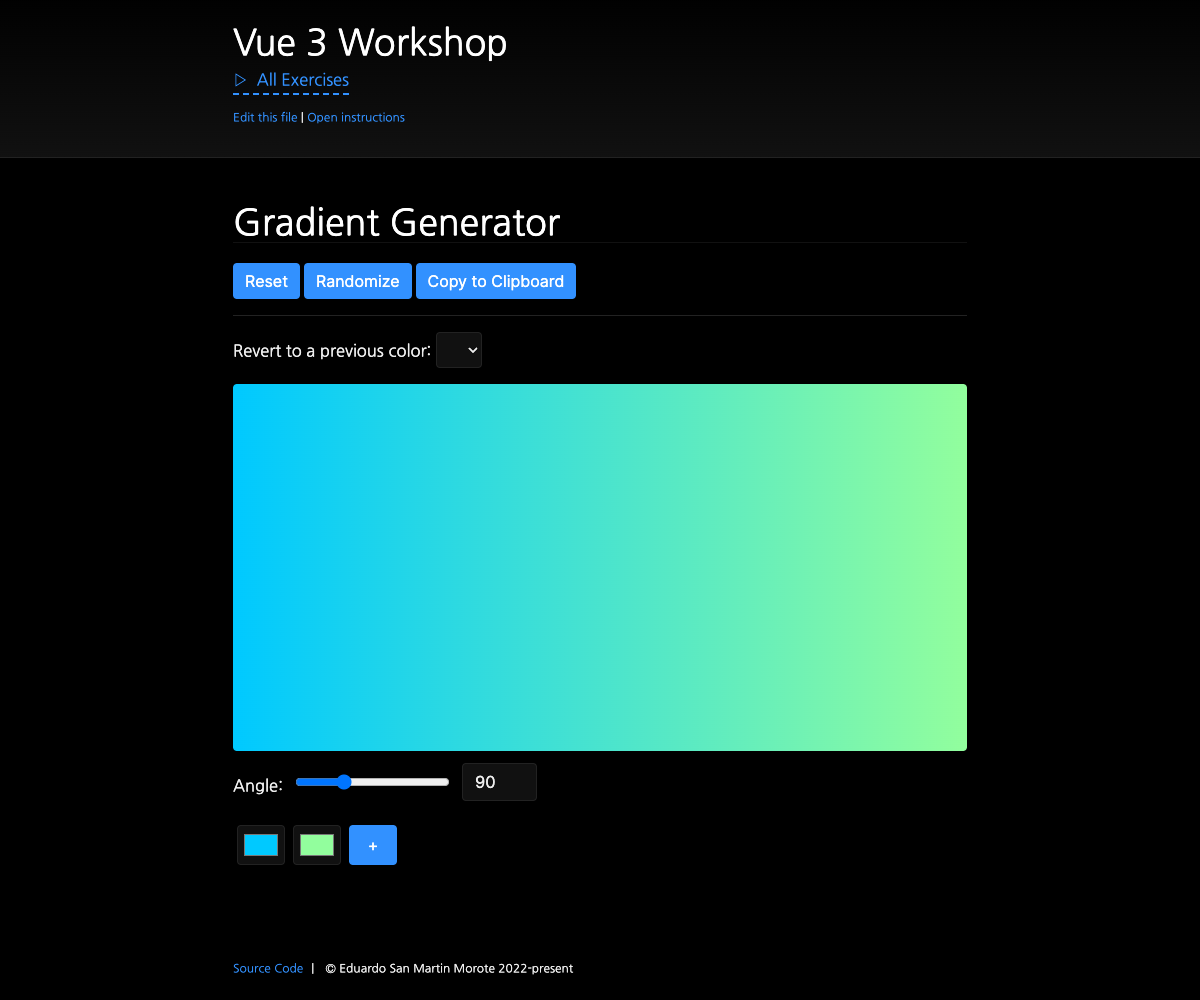 Vue 3 Workshop
▷ All Exercises
Edit this file | Open instructions
Gradient Generator
Reset Randomize Copy to Clipboard
Revert to a previous color:
Angle: 90
+
Source Code | © Eduardo San Martin Morote 2022-present